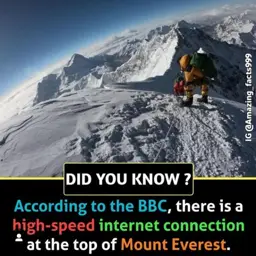 IG @Amazing_facts999
DID YOU KNOW ?
According to the BBC, there is a
high-speed internet connection
at the top of Mount Everest.